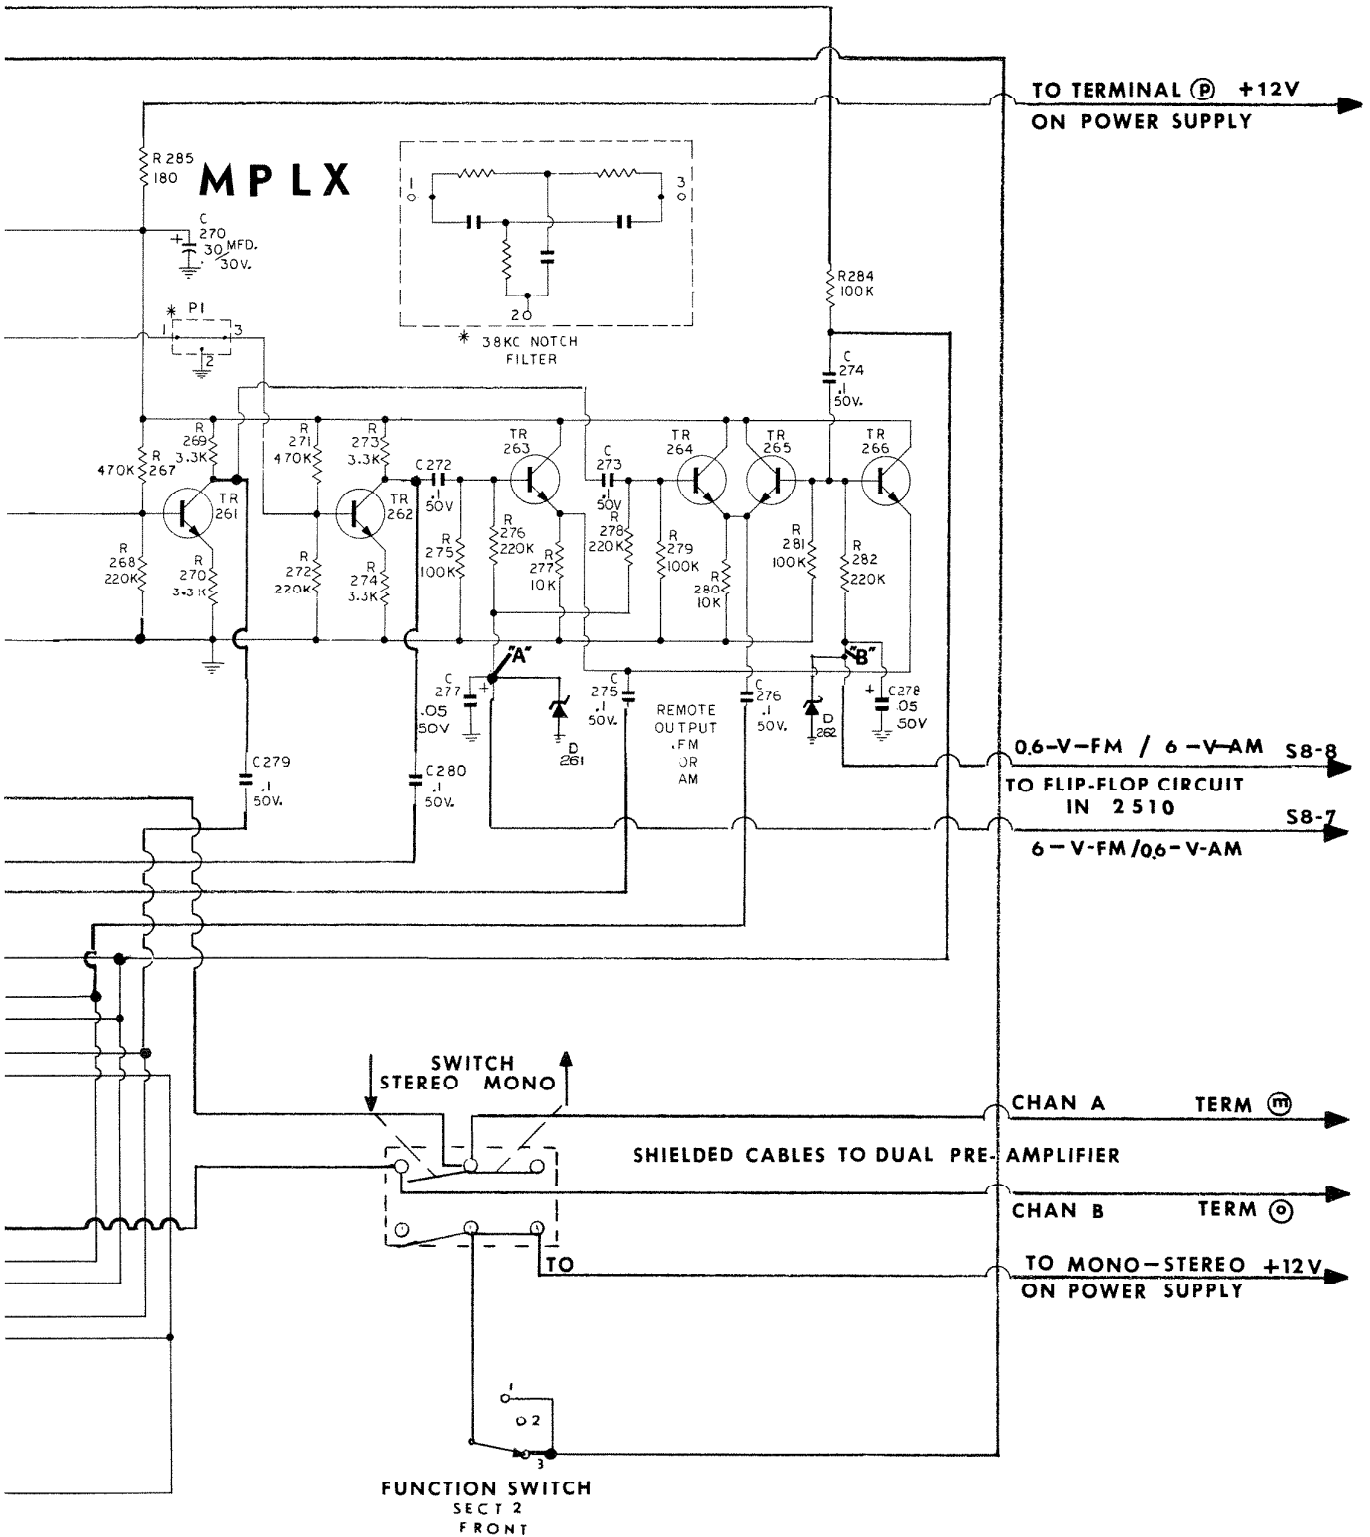 TO TERMINAL Ⓟ +12V
ON POWER SUPPLY
R285
180
MPLX
C
270
30 MFD.
30V.
1
3
2
* 38KC NOTCH
FILTER
* P1
1
3
2
R284
100K
C
274
.1
50V.
R
269
3.3K
R
271
470K
R
273
3.3K
470K
R
267
C272
.1
50V
TR
263
C
273
.1
50V
TR
264
TR
265
TR
266
TR
261
TR
262
R
268
220K
R
270
3.3K
R
272
220K
R
274
3.3K
R
275
100K
R
276
220K
R
277
10K
R
278
220K
R
279
100K
R
280
10K
R
281
100K
R
282
220K
"A"
"B"
C
277
+
.05
50V
D
261
C
275
.1
50V.
REMOTE
OUTPUT
FM
OR
AM
C
276
.1
50V.
D
262
+
C278
.05
50V
C279
.1
50V.
C280
.1
50V.
0.6-V-FM / 6-V-AM S8-8
TO FLIP-FLOP CIRCUIT
IN 2510
S8-7
6-V-FM/0.6-V-AM
SWITCH
STEREO MONO
CHAN A TERM ⓜ
SHIELDED CABLES TO DUAL PRE-AMPLIFIER
CHAN B TERM ⓞ
TO
TO MONO-STEREO +12V
ON POWER SUPPLY
1
2
3
FUNCTION SWITCH
SECT 2
FRONT